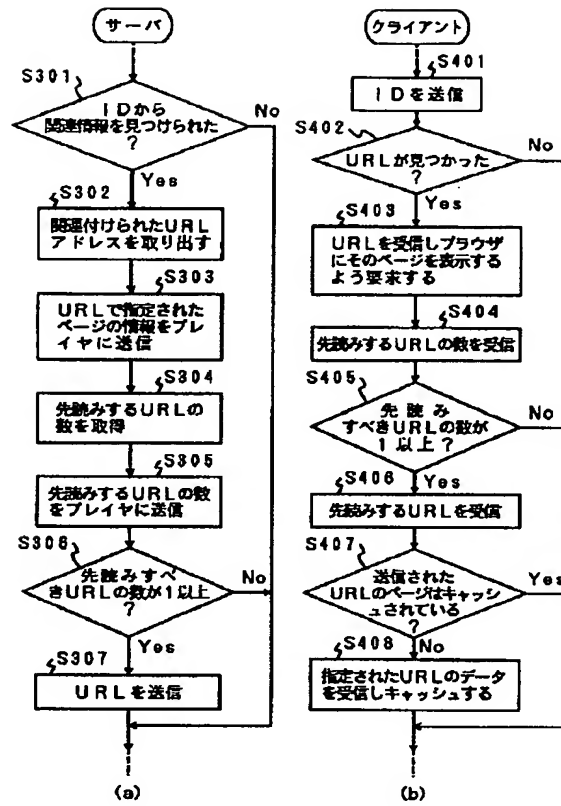 サーバ
S301
IDから
関連情報を見つけられた
?
No
Yes
S302
関連付けられたURL
アドレスを取り出す
S303
URLで指定された
ページの情報をプレ
イヤに送信
S304
先読みするURLの
数を取得
S305
先読みするURLの数
をプレイヤに送信
S306
先読みすべ
きURLの数が1以上
?
No
Yes
S307
URLを送信
(a)
クライアント
S401
IDを送信
S402
URLが見つかった
?
No
Yes
S403
URLを受信しブラウザ
にそのページを表示する
よう要求する
S404
先読みするURLの数を受信
S405
先読み
すべきURLの数が
1以上?
No
Yes
S406
先読みするURLを受信
S407
送信された
URLのページはキャッシ
ュされている
?
Yes
No
S408
指定されたURLのデータ
を受信しキャッシュする
(b)